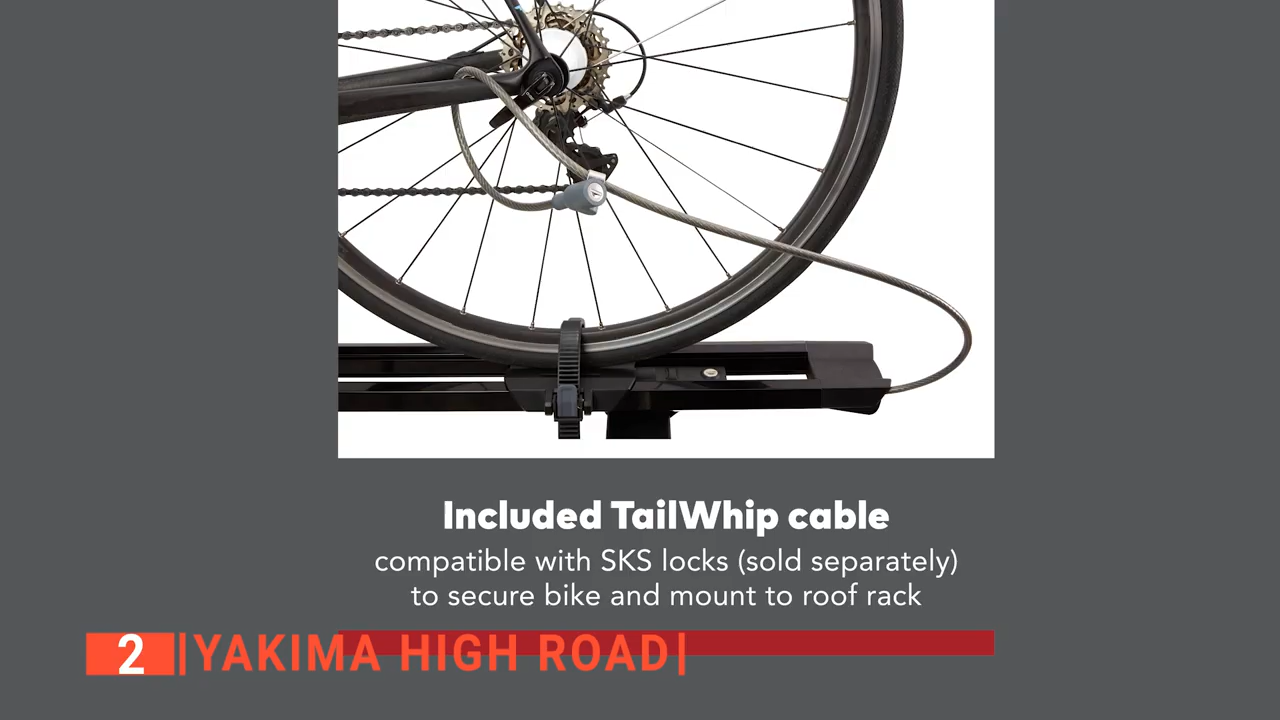 Included TailWhip cable
compatible with SKS locks (sold separately)
to secure bike and mount to roof rack
2 |YAKIMA HIGH ROAD|